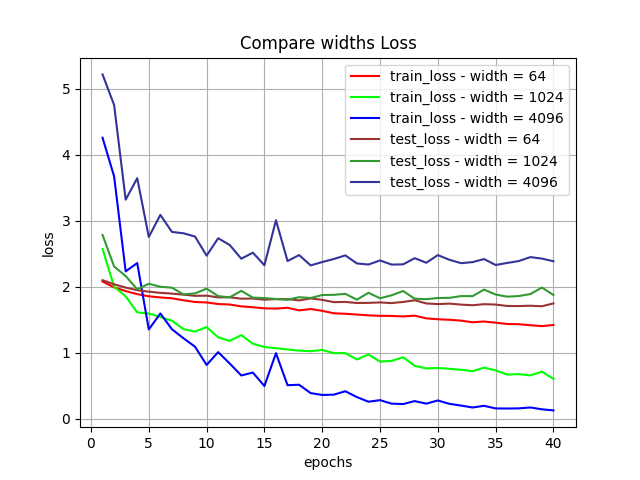 Compare widths Loss
train_loss - width = 64
train_loss - width = 1024
train_loss - width = 4096
test_loss - width = 64
test_loss - width = 1024
test_loss - width = 4096
loss
5
4
3
2
1
0
0 5 10 15 20 25 30 35 40
epochs